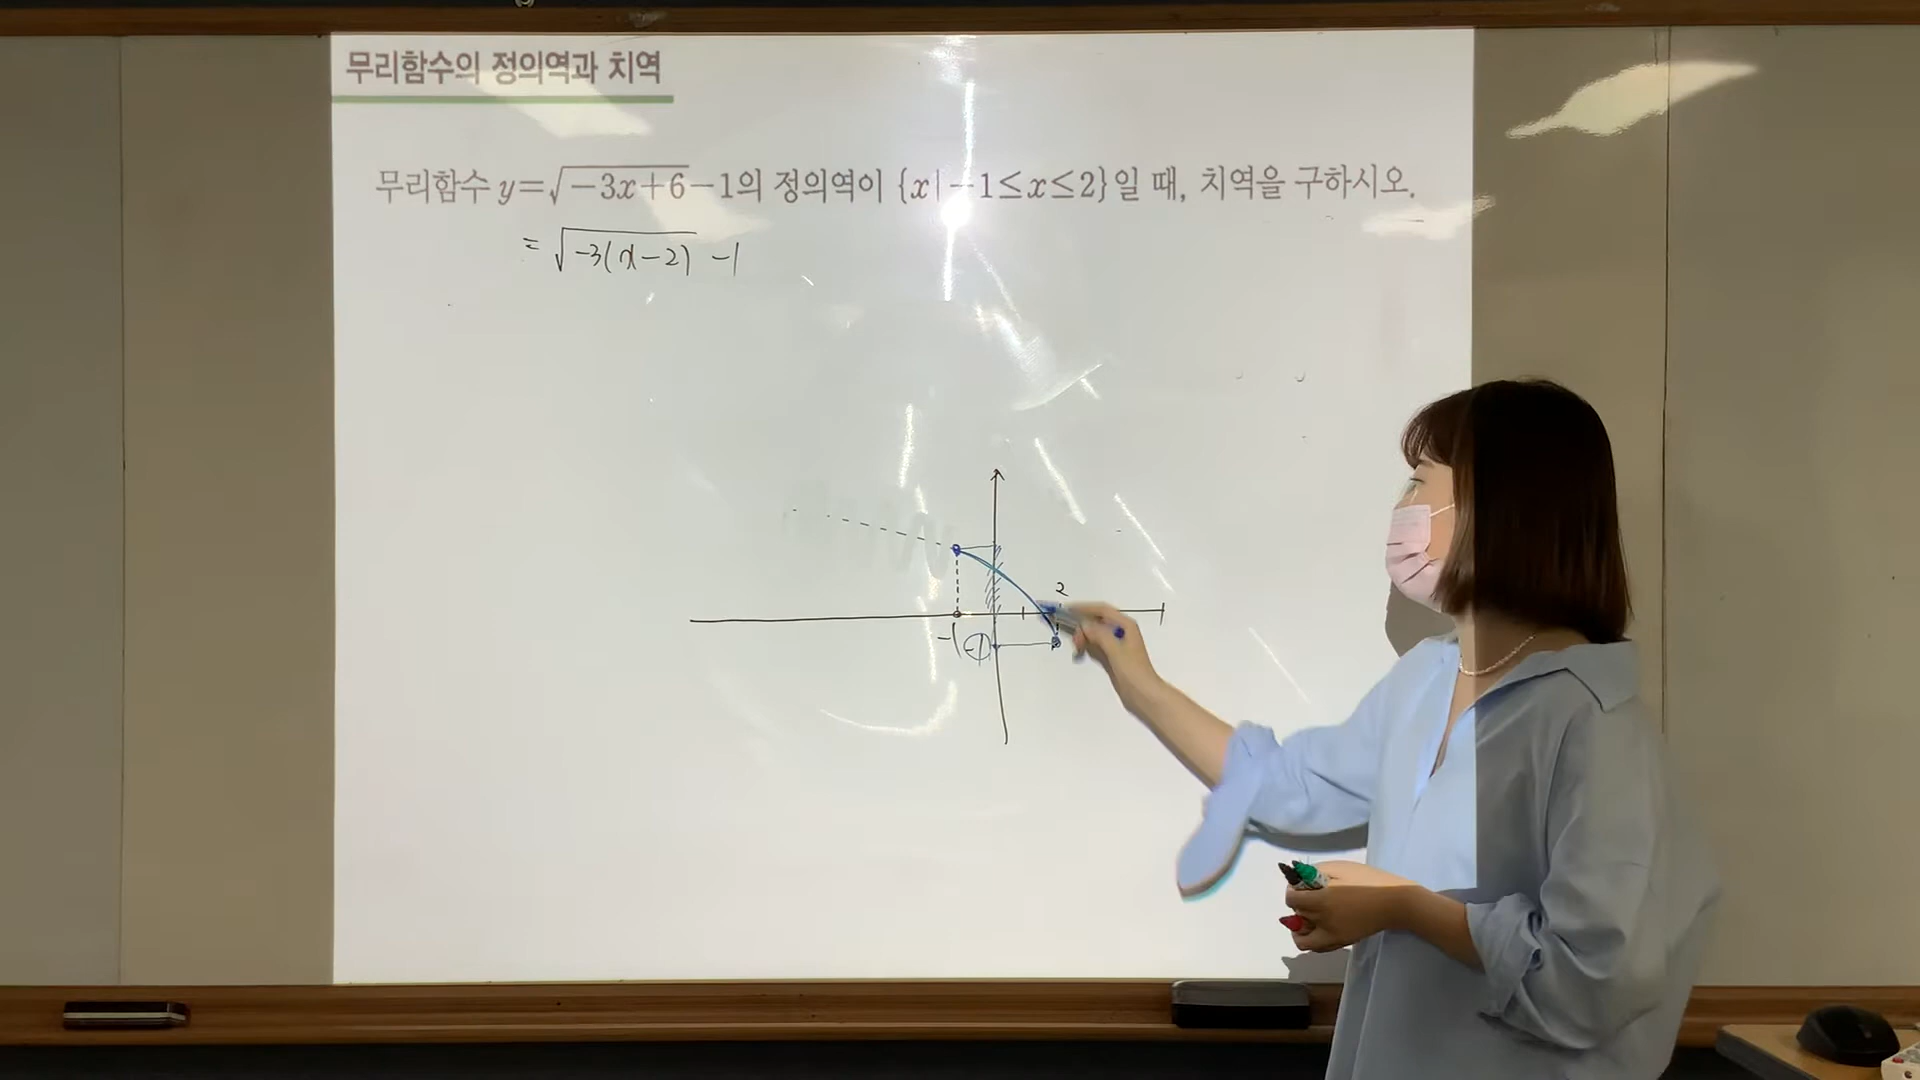 무리함수의 정의역과 치역
무리함수 y=√-3x+6-1의 정의역이 {x|-1≤x≤2}일 때, 치역을 구하시오.
= √-3(x-2) -1
2
-1
-1